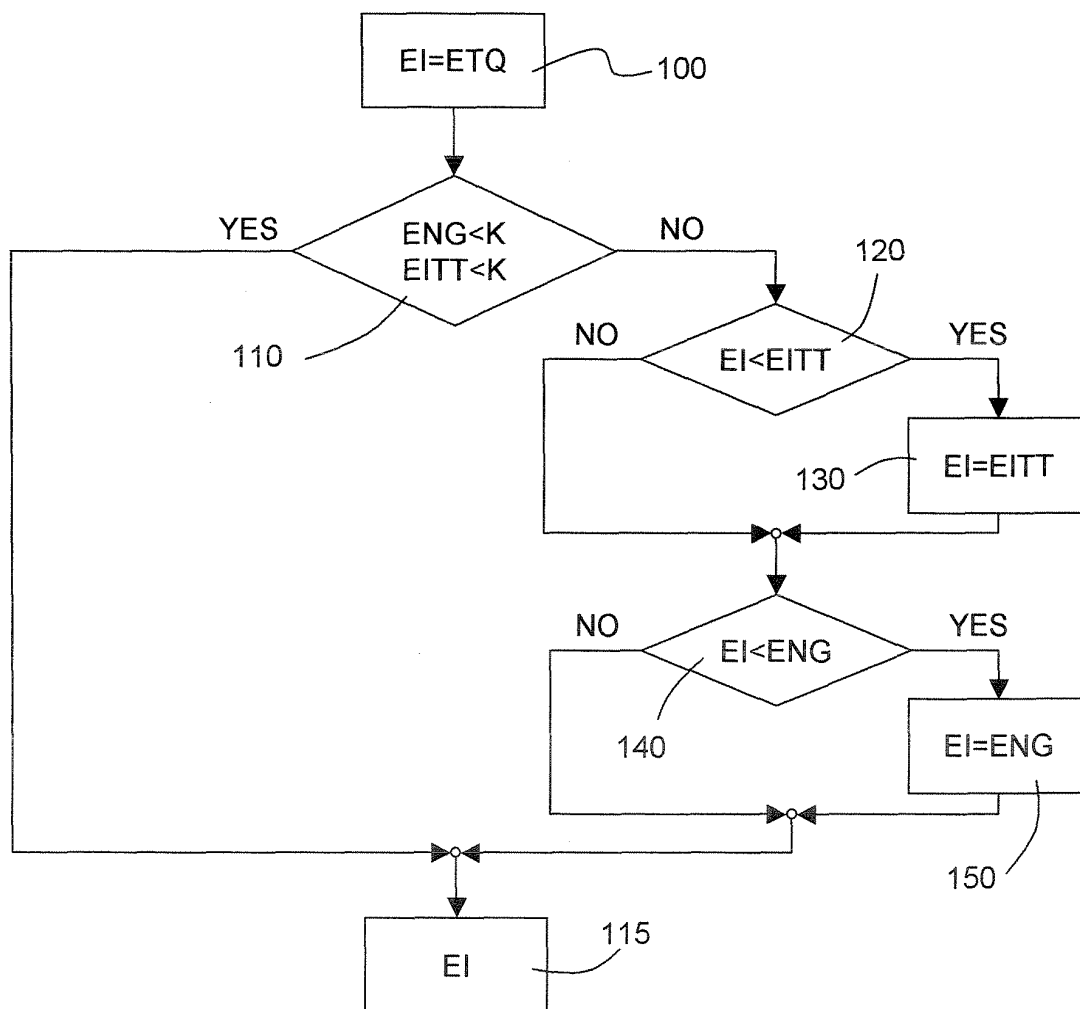 EI=ETQ
100
YES
ENG<K
EITT<K
NO
110
120
NO
EI<EITT
YES
130
EI=EITT
NO
EI<ENG
YES
140
EI=ENG
150
115
EI